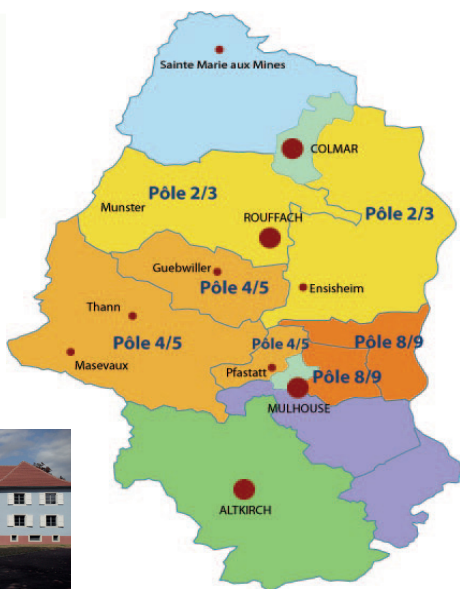 Sainte Marie aux Mines
COLMAR
Pôle 2/3
Munster
Pôle 2/3
ROUFFACH
Guebwiller
Pôle 4/5
Ensisheim
Thann
Pôle 4/5
Pôle 4/5
Pôle 8/9
Masevaux
Pfastatt
Pôle 8/9
MULHOUSE
ALTKIRCH